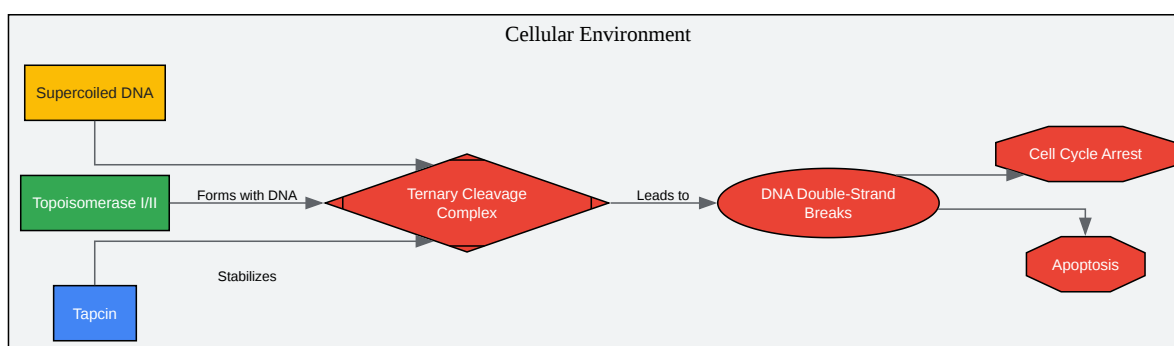 Cellular Environment
Supercoiled DNA
Topoisomerase I/II
Forms with DNA
Ternary Cleavage
Complex
Leads to
DNA Double-Strand
Breaks
Cell Cycle Arrest
Apoptosis
Stabilizes
Tapcin